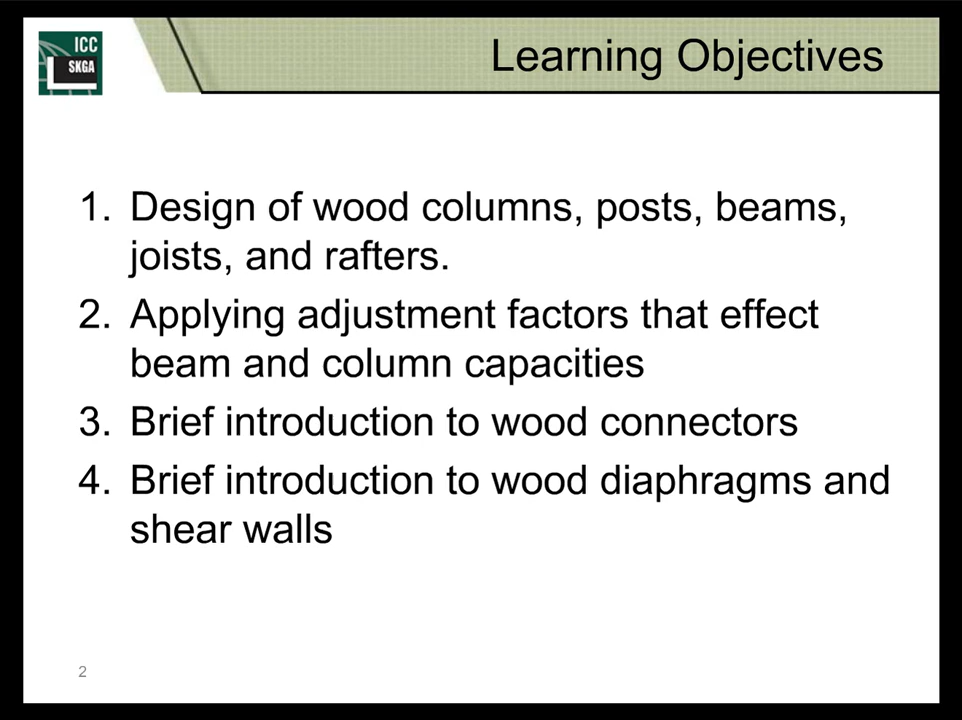 ICC
SKGA
Learning Objectives
1. Design of wood columns, posts, beams,
joists, and rafters.
2. Applying adjustment factors that effect
beam and column capacities
3. Brief introduction to wood connectors
4. Brief introduction to wood diaphragms and
shear walls
2